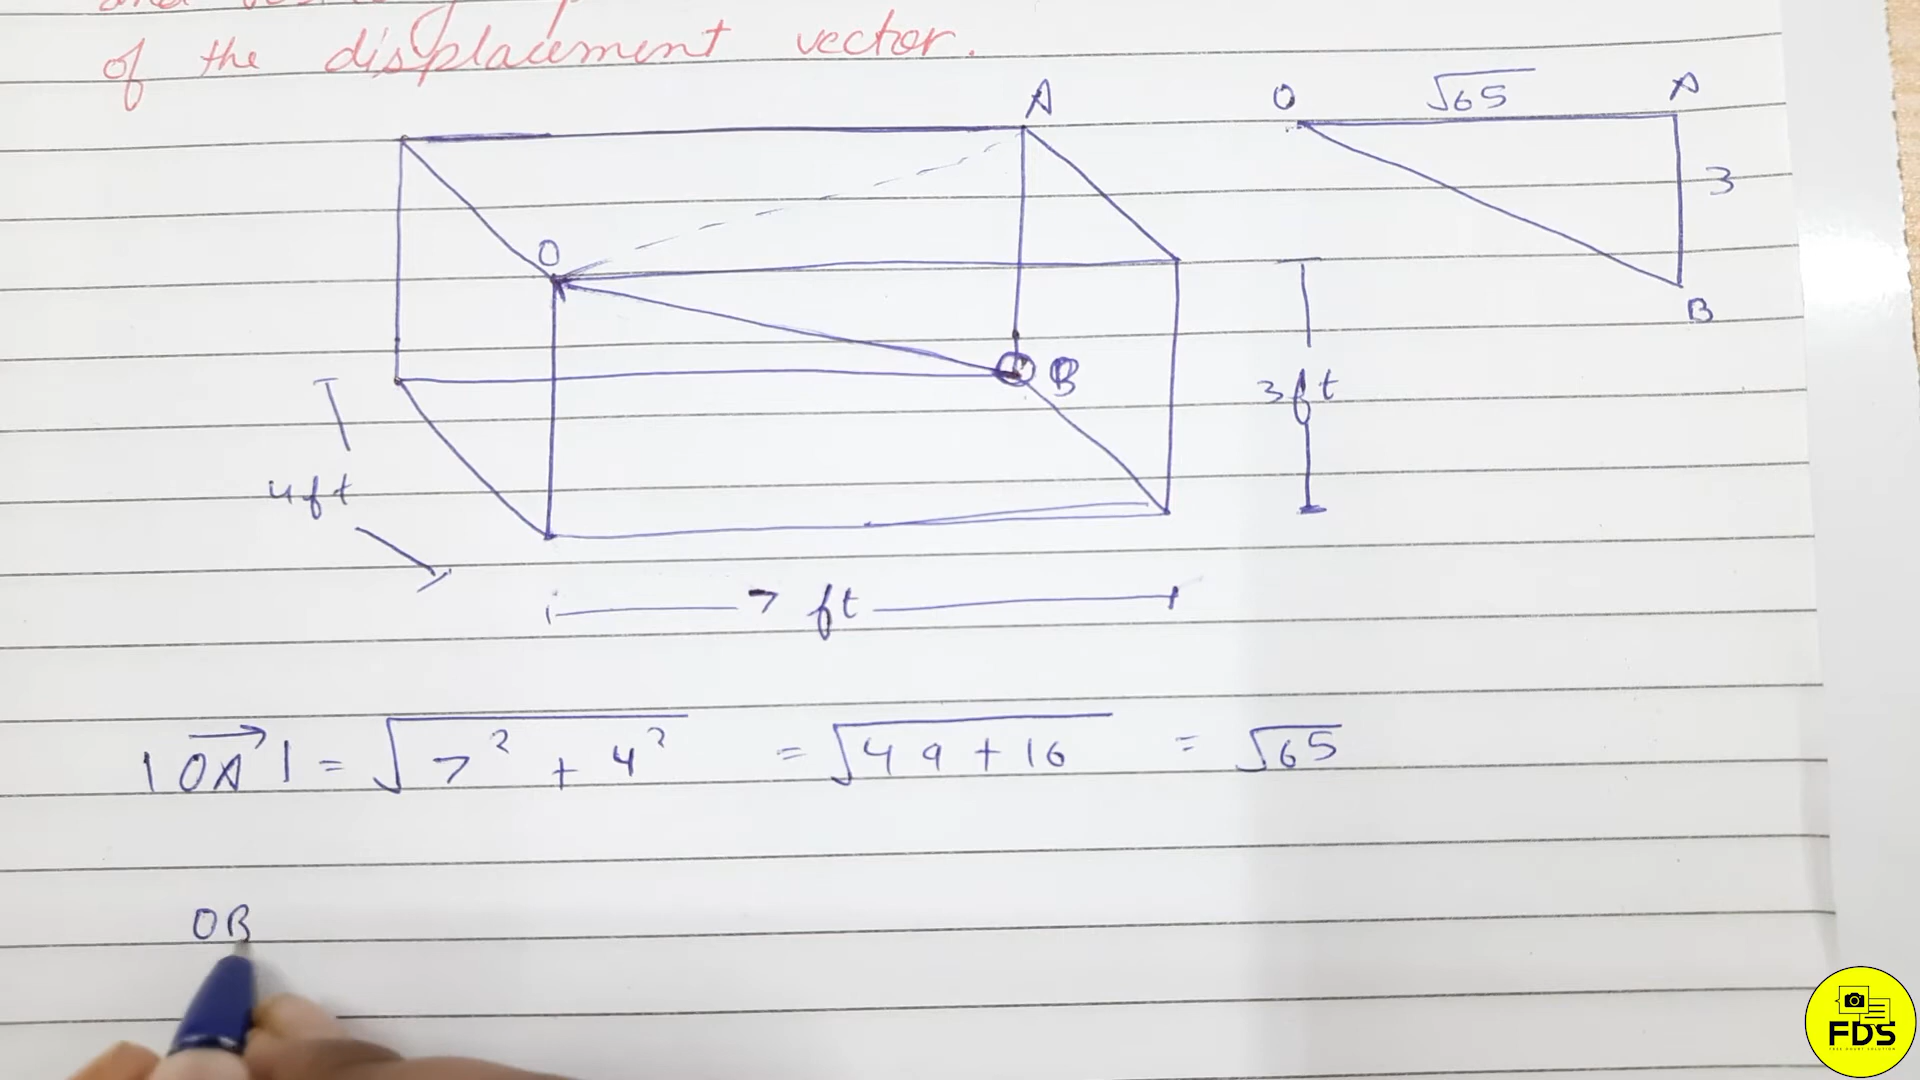 of the displacement vector.
A
O √65 A
O
3
B
B
3ft
4ft
7 ft
|OA| = √7² + 4² = √49 + 16 = √65
OB
FDS